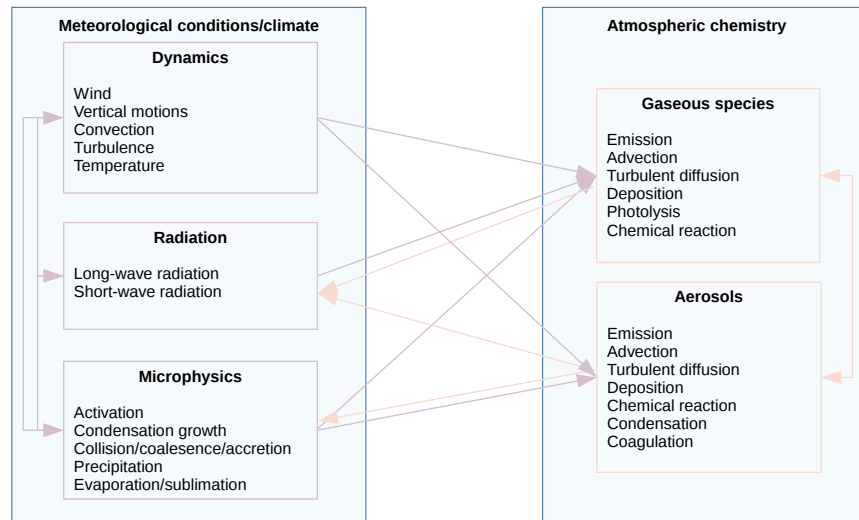 Meteorological conditions/climate
Dynamics
Wind
Vertical motions
Convection
Turbulence
Temperature
Radiation
Long-wave radiation
Short-wave radiation
Microphysics
Activation
Condensation growth
Collision/coalesence/accretion
Precipitation
Evaporation/sublimation
Atmospheric chemistry
Gaseous species
Emission
Advection
Turbulent diffusion
Deposition
Photolysis
Chemical reaction
Aerosols
Emission
Advection
Turbulent diffusion
Deposition
Chemical reaction
Condensation
Coagulation